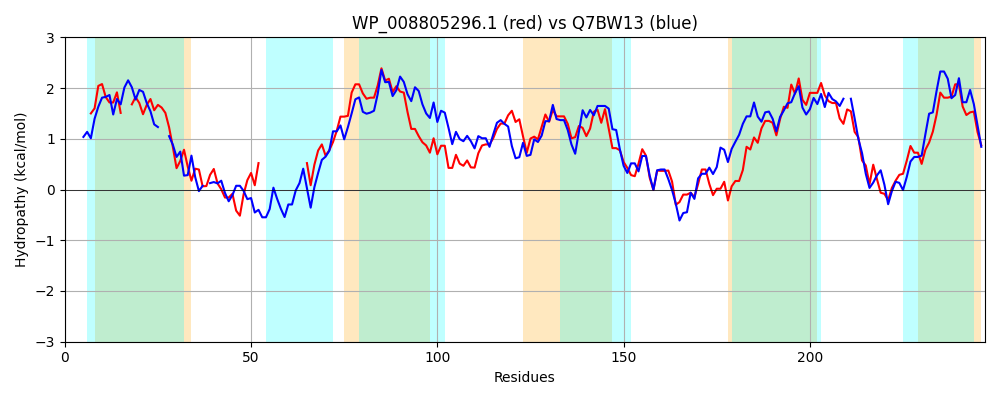 WP_008805296.1 (red) vs Q7BW13 (blue)
Hydropathy (kcal/mol)
3
2
1
0
−1
−2
−3
0 50 100 150 200
Residues